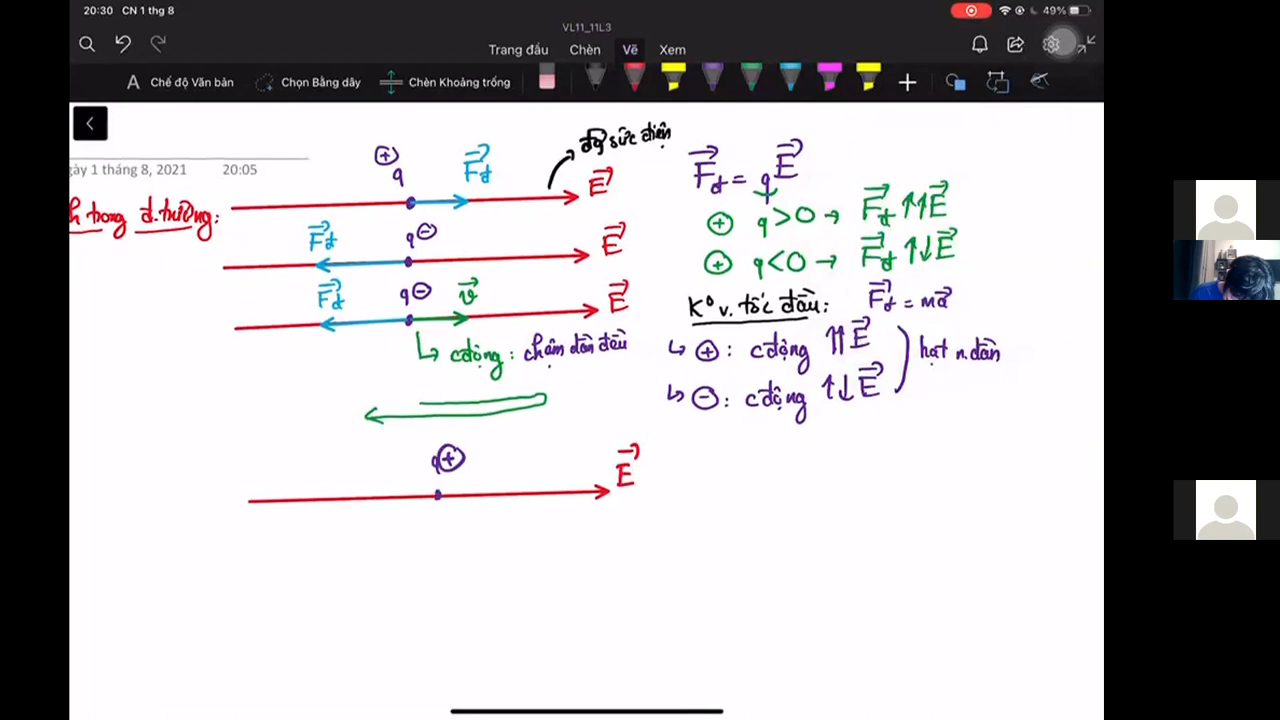 20:30 CN 1 thg 8
49%
VL11_11L3
Trang đầu Chèn Vẽ Xem
Chế độ Văn bản Chọn Bằng dây Chèn Khoảng trống
gày 1 tháng 8, 2021 20:05
h trong đ.trường:
⊕ q F⃗đ sức điện E⃗
F⃗đ q⊖ E⃗
F⃗đ q⊖ v⃗ E⃗
↳ cđộng: chậm dần đều
q⊕ E⃗
F⃗đ = qE⃗
⊕ q>0 → F⃗đ ↑↑ E⃗
⊕ q<0 → F⃗đ ↑↓ E⃗
K° v. tốc đầu: F⃗đ = ma⃗
↳ ⊕: cđộng ↑↑ E⃗
↳ ⊖: cđộng ↑↓ E⃗
n.dần